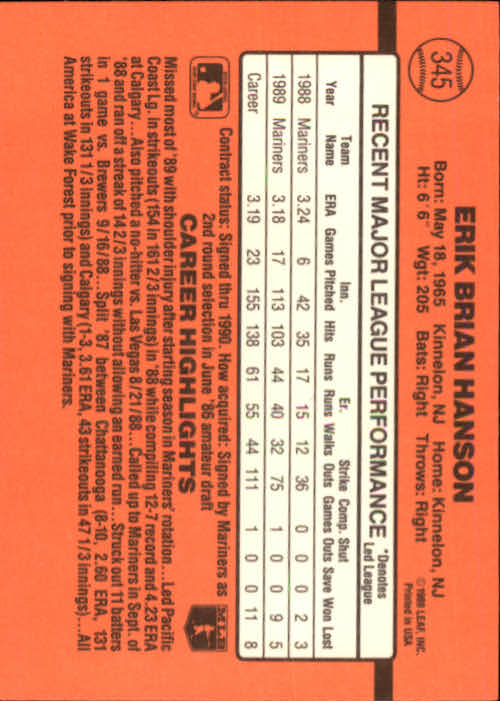 345
ERIK BRIAN HANSON
Born: May 18, 1965 Kinnelon, NJ Home: Kinnelon, NJ
Ht: 6' 6" Wgt: 205 Bats: Right Throws: Right
©1989 LEAF, INC.
Printed in USA
RECENT MAJOR LEAGUE PERFORMANCE
*Denotes
Led League
Team Inn. Er. Strike Comp. Shut
Year Name ERA Games Pitched Hits Runs Runs Walks Outs Games Outs Save Won Lost
1988 Mariners 3.24 6 42 35 17 15 12 36 0 0 0 2 3
1989 Mariners 3.18 17 113 103 44 40 32 75 1 0 0 9 5
Career 3.19 23 155 138 61 55 44 111 1 0 0 11 8
Contract status: Signed thru 1990. How acquired: Signed by Mariners as
2nd round selection in June '86 amateur draft
CAREER HIGHLIGHTS
MLB
Missed most of '89 with shoulder injury after starting season in Mariners' rotation...Led Pacific
Coast Lg. in strikeouts (154 in 161 2/3 innings) in '88 while compiling 12-7 record and 4.23 ERA
at Calgary...Also pitched a no-hitter vs. Las Vegas 8/21/88...Called up to Mariners in Sept. of
'88 and ran off a streak of 14 2/3 innings without allowing an earned run...Struck out 11 batters
in 1 game vs. Brewers 9/16/88...Split '87 between Chattanooga (8-10, 2.60 ERA, 131
strikeouts in 131 1/3 innings) and Calgary (1-3, 3.61 ERA, 43 strikeouts in 47 1/3 innings)...All
America at Wake Forest prior to signing with Mariners.